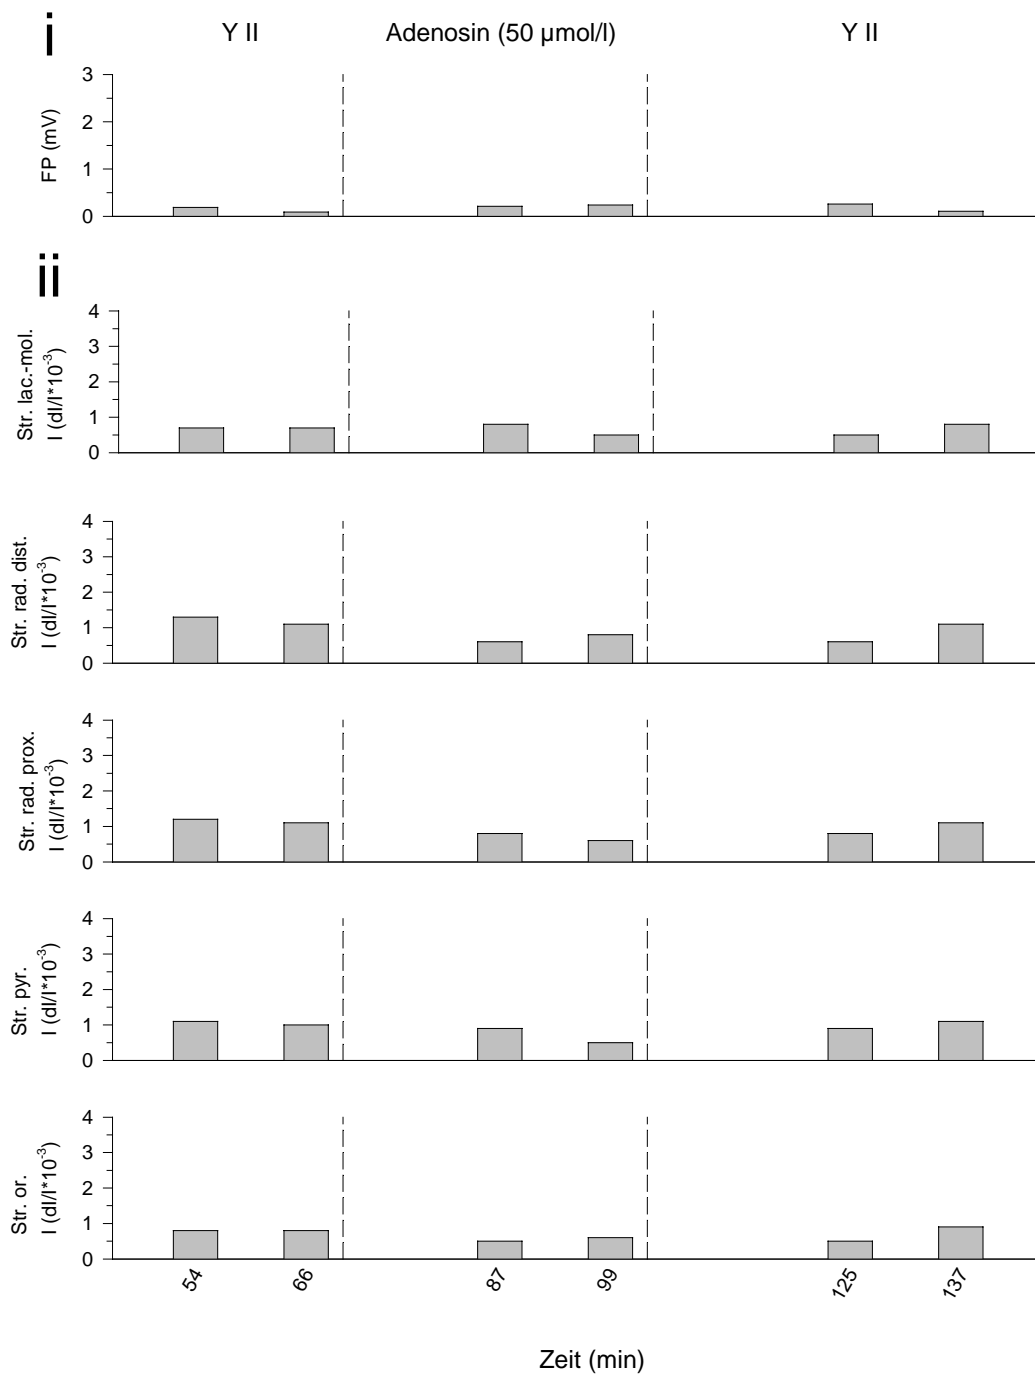 i
Y II Adenosin (50 µmol/l) Y II
FP (mV)
3
2
1
0
ii
Str. lac.-mol.
I (dI/I*10-3)
4
3
2
1
0
Str. rad. dist.
I (dI/I*10-3)
4
3
2
1
0
Str. rad. prox.
I (dI/I*10-3)
4
3
2
1
0
Str. pyr.
I (dI/I*10-3)
4
3
2
1
0
Str. or.
I (dI/I*10-3)
4
3
2
1
0
54 66 87 99 125 137
Zeit (min)